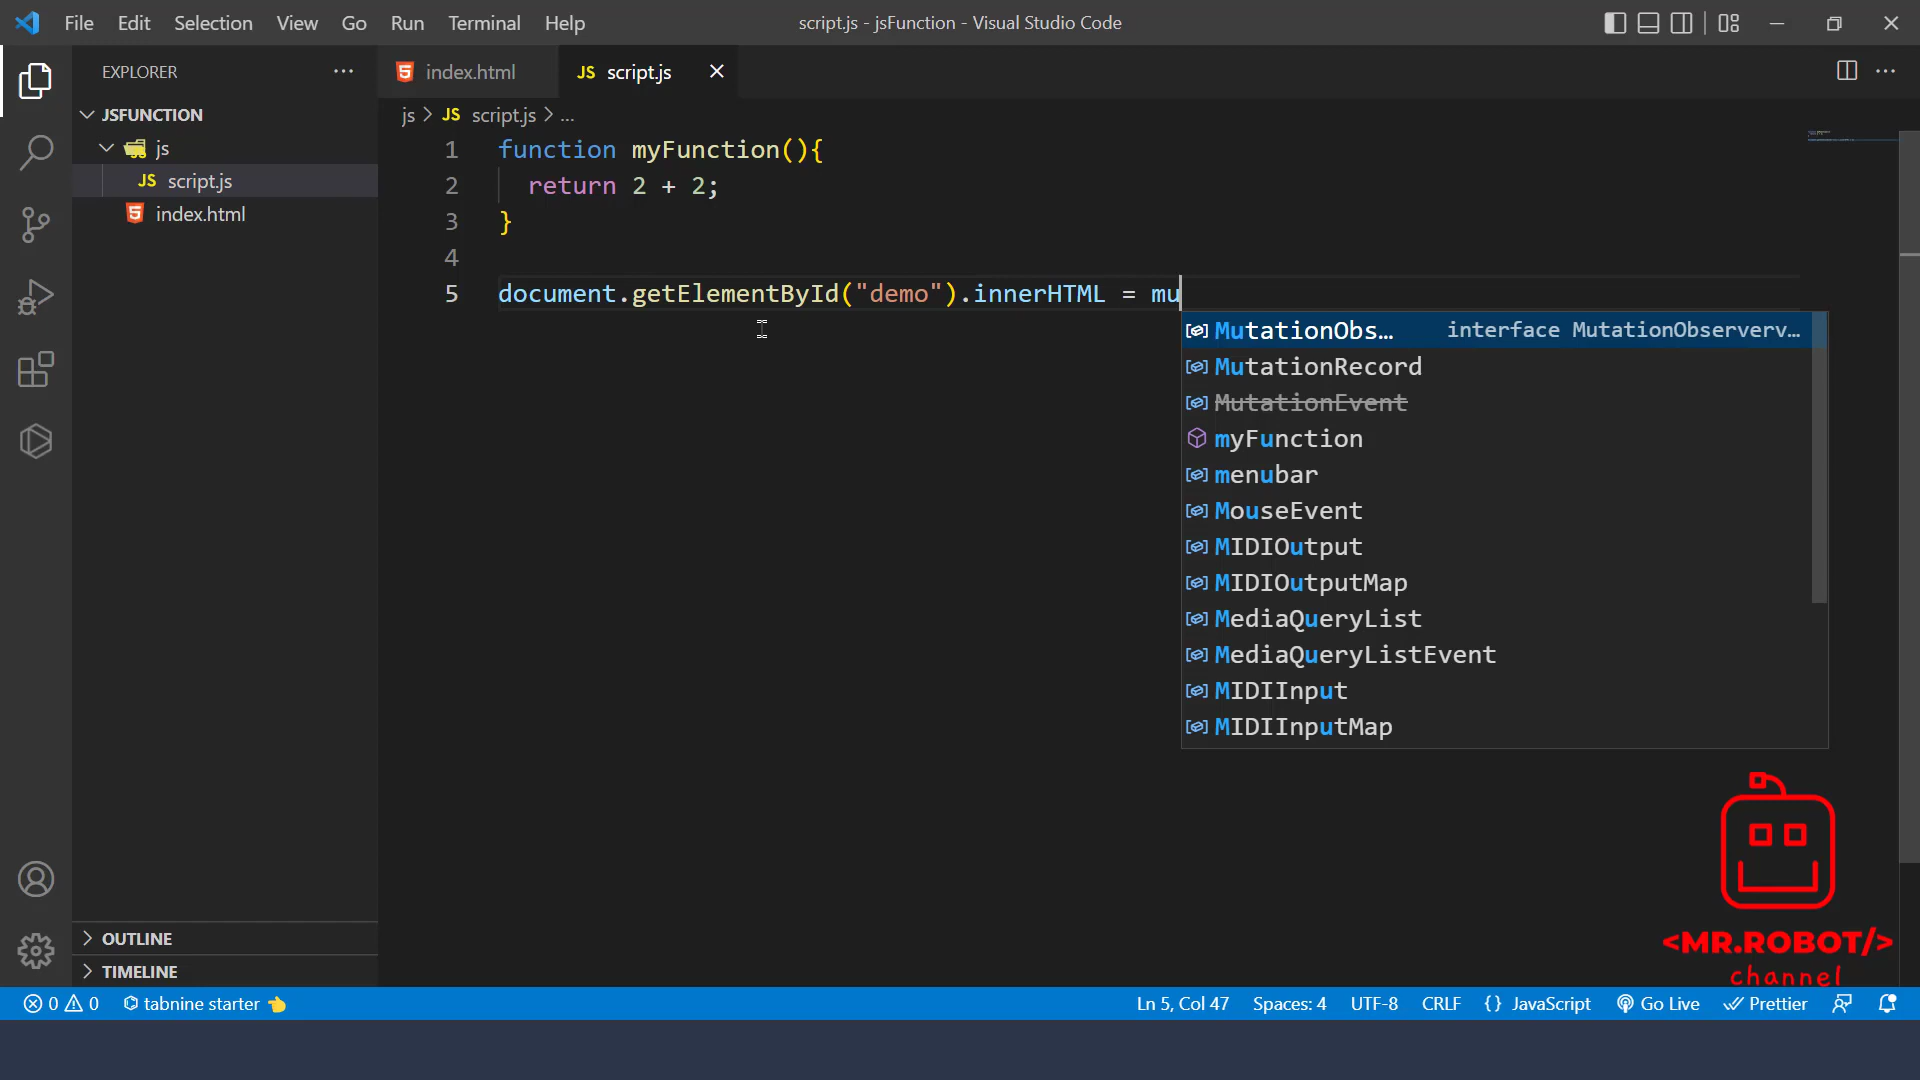 File Edit Selection View Go Run Terminal Help
script.js - jsFunction - Visual Studio Code
EXPLORER
JSFUNCTION
js
JS script.js
index.html
OUTLINE
TIMELINE
index.html
JS script.js
js > JS script.js > ...
1 function myFunction(){
2 return 2 + 2;
3 }
4
5 document.getElementById("demo").innerHTML = mu
MutationObs... interface MutationObserverv...
MutationRecord
MutationEvent
myFunction
menubar
MouseEvent
MIDIOutput
MIDIOutputMap
MediaQueryList
MediaQueryListEvent
MIDIInput
MIDIInputMap
<MR.ROBOT/>
channel
0 0 tabnine starter Ln 5, Col 47 Spaces: 4 UTF-8 CRLF {} JavaScript Go Live Prettier